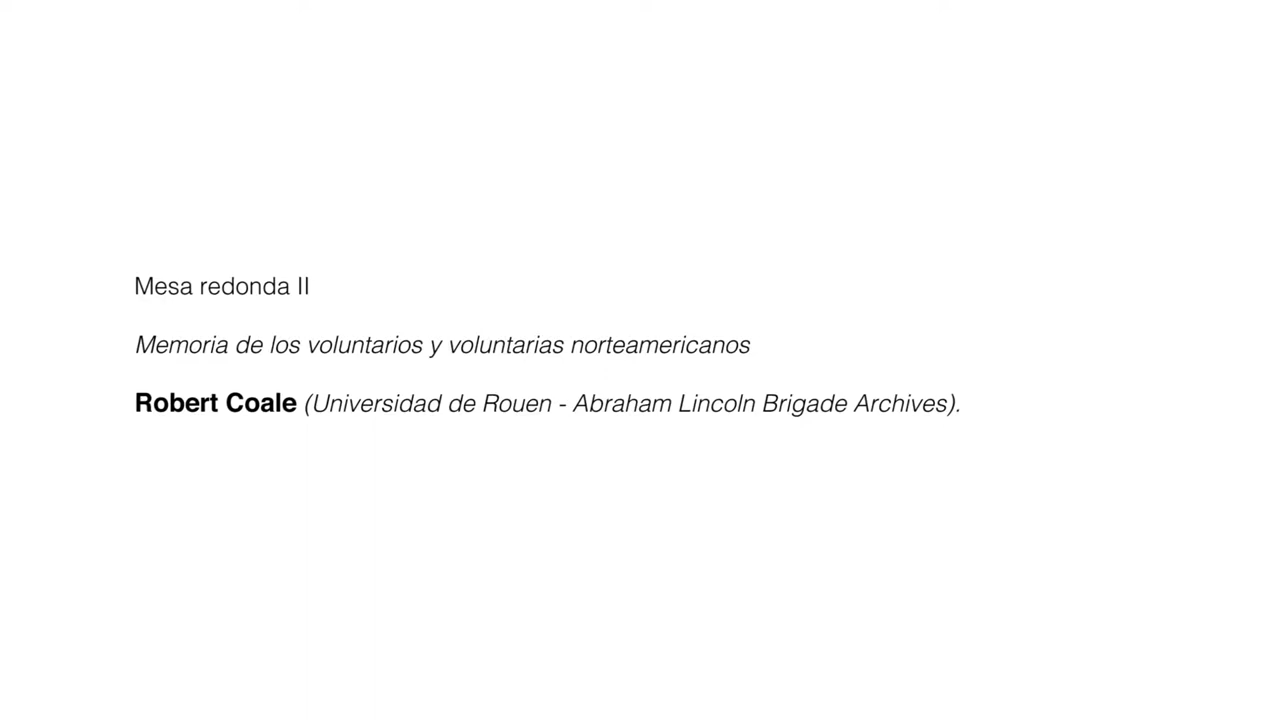 Mesa redonda II
Memoria de los voluntarios y voluntarias norteamericanos
Robert Coale (Universidad de Rouen - Abraham Lincoln Brigade Archives).